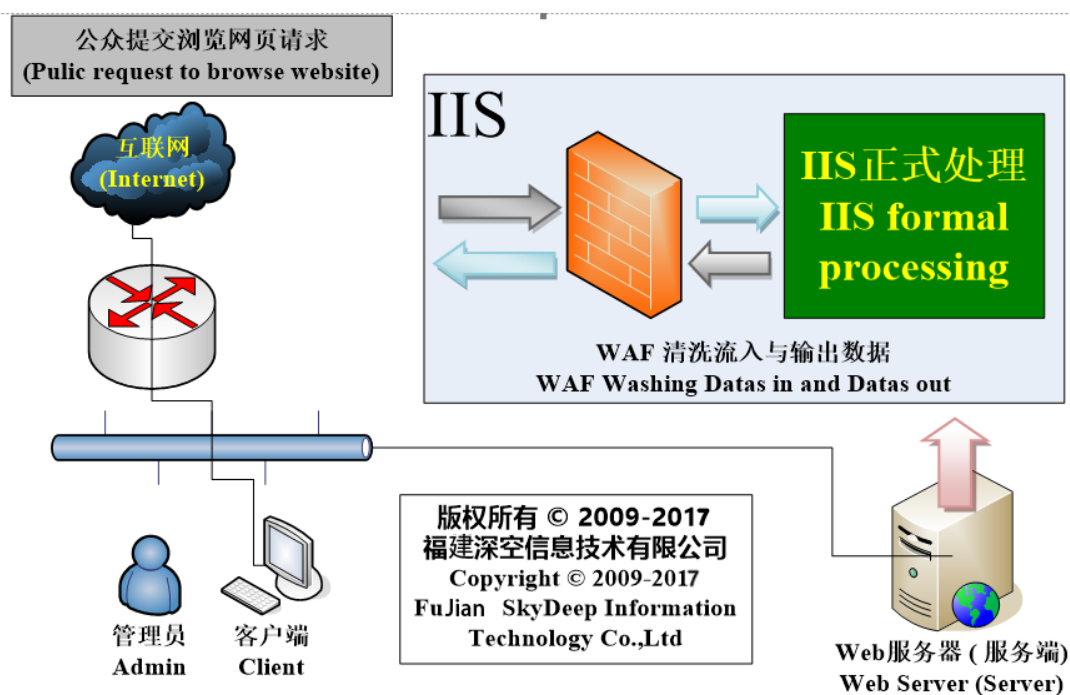 公众提交浏览网页请求
(Pulic request to browse website)
互联网
(Internet)
IIS
IIS正式处理
IIS formal
processing
WAF 清洗流入与输出数据
WAF Washing Datas in and Datas out
版权所有 © 2009-2017
福建深空信息技术有限公司
Copyright © 2009-2017
FuJian SkyDeep Information
Technology Co.,Ltd
管理员
Admin
客户端
Client
Web服务器 ( 服务端)
Web Server (Server)